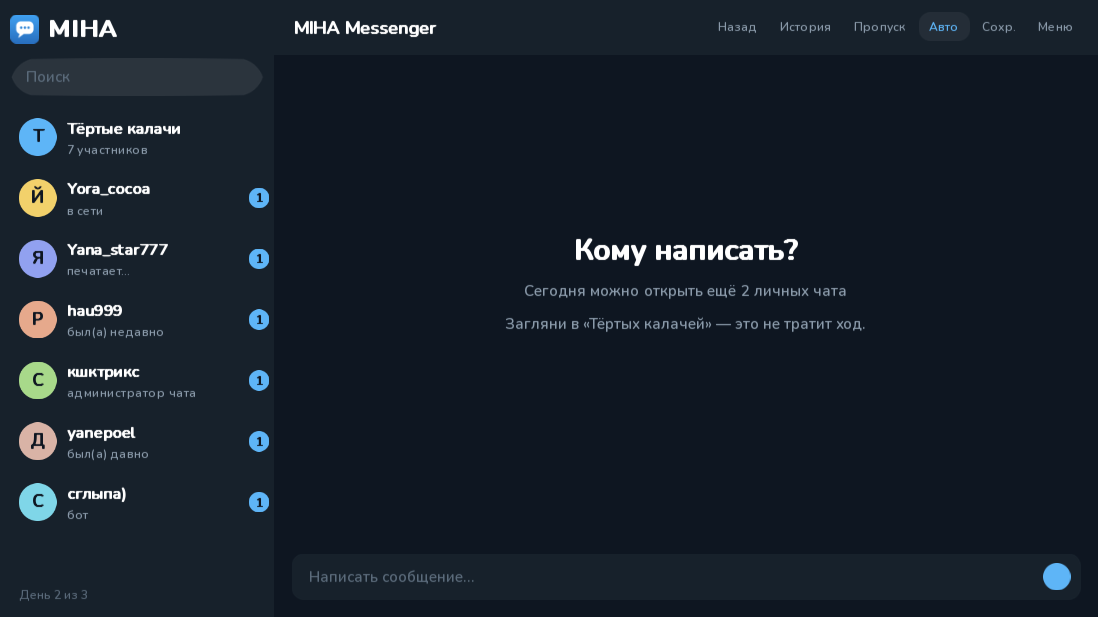 MIHA
MIHA Messenger
Назад
История
Пропуск
Авто
Сохр.
Меню
Поиск
Т
Тёртые калачи
7 участников
Й
Yora_cocoa
в сети
1
Я
Yana_star777
печатает...
1
Р
hau999
был(а) недавно
1
С
кшктрикс
администратор чата
1
Д
yanepoel
был(а) давно
1
С
сглыпа)
бот
1
День 2 из 3
Кому написать?
Сегодня можно открыть ещё 2 личных чата
Загляни в «Тёртых калачей» — это не тратит ход.
Написать сообщение...